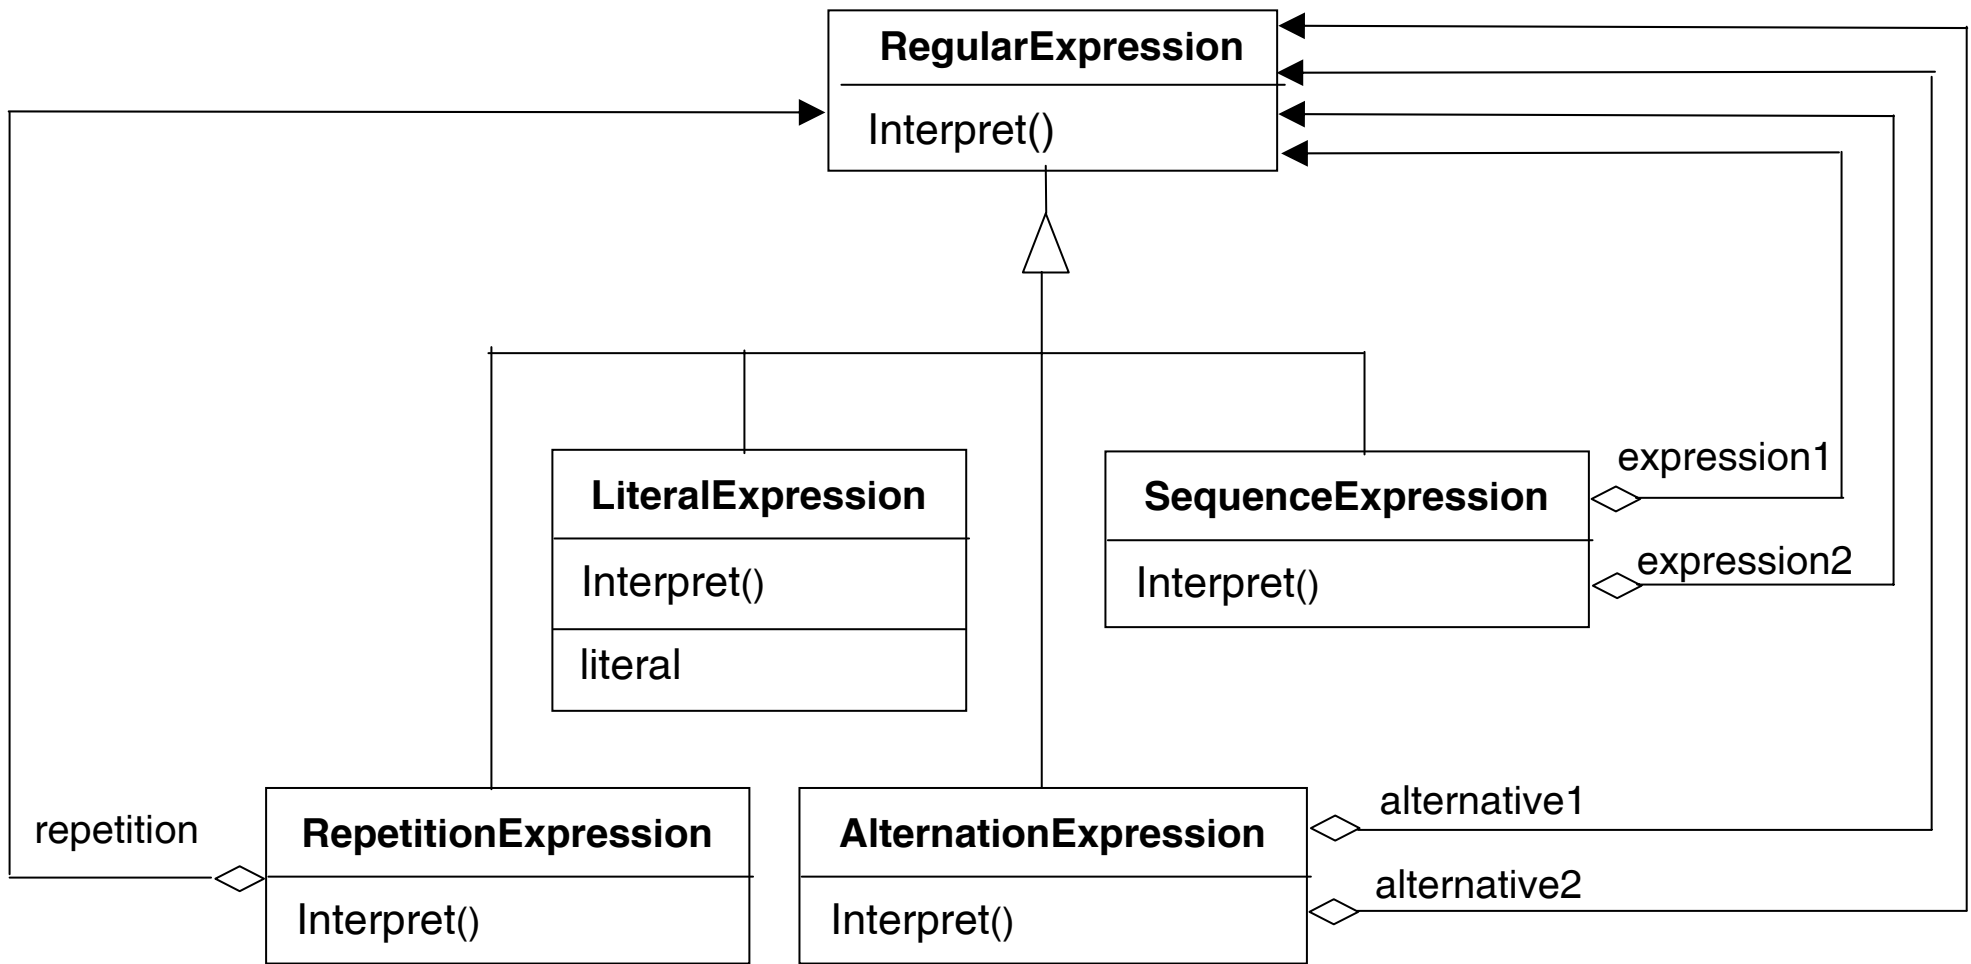 RegularExpression
Interpret()
LiteralExpression
Interpret()
literal
SequenceExpression
Interpret()
expression1
expression2
repetition
RepetitionExpression
Interpret()
AlternationExpression
Interpret()
alternative1
alternative2